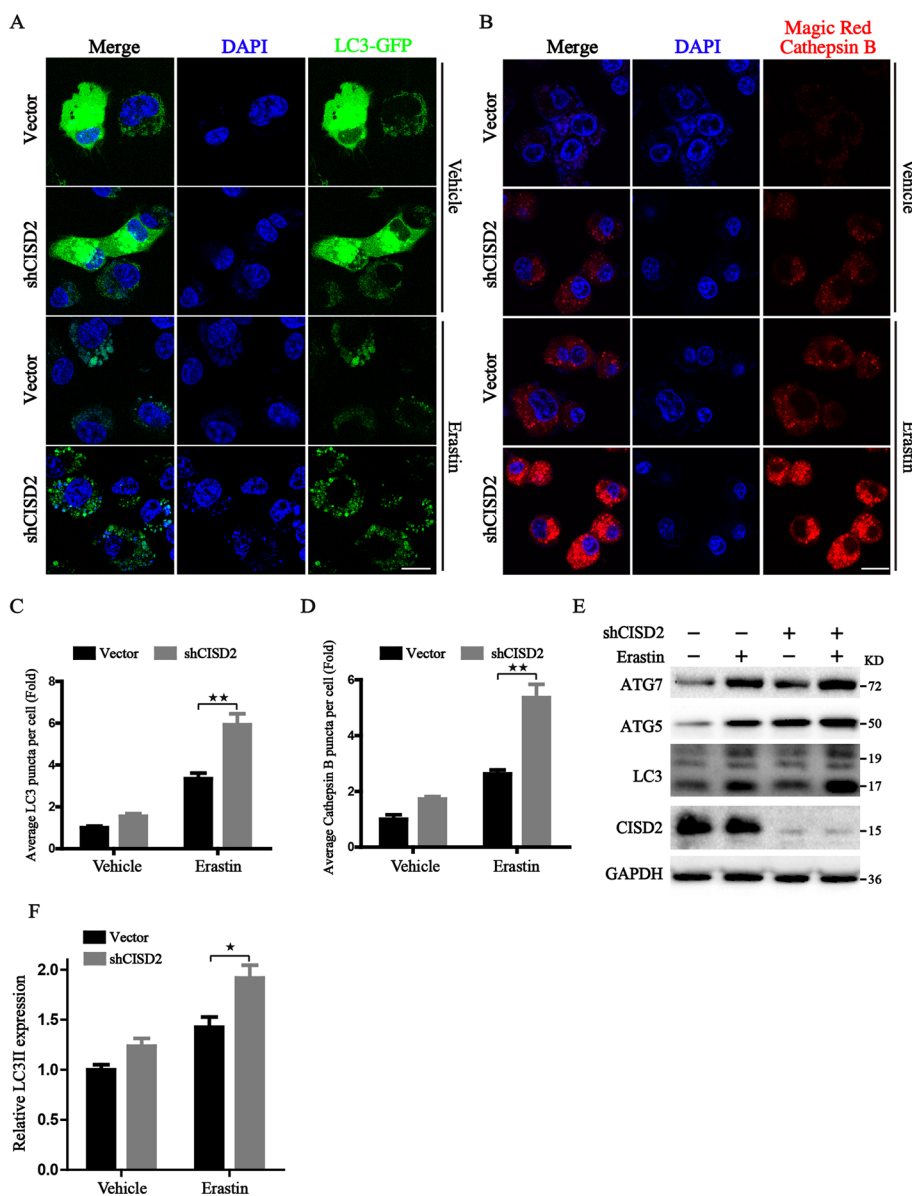 A
Merge DAPI LC3-GFP
Vector
shCISD2
Vehicle
Vector
shCISD2
Erastin
B
Merge DAPI Magic Red
Cathepsin B
Vector
shCISD2
Vehicle
Vector
shCISD2
Erastin
C
Vector shCISD2
Average LC3 puncta per cell (Fold)
8
6
4
2
0
★★
Vehicle Erastin
D
Vector shCISD2
Average Cathepsin B puncta per cell (Fold)
6
4
2
0
★★
Vehicle Erastin
E
shCISD2 − − + +
Erastin − + − + KD
ATG7 -72
ATG5 -50
LC3 -19
-17
CISD2 -15
GAPDH -36
F
Vector
shCISD2
Relative LC3II expression
2.0
1.5
1.0
0.5
0.0
★
Vehicle Erastin